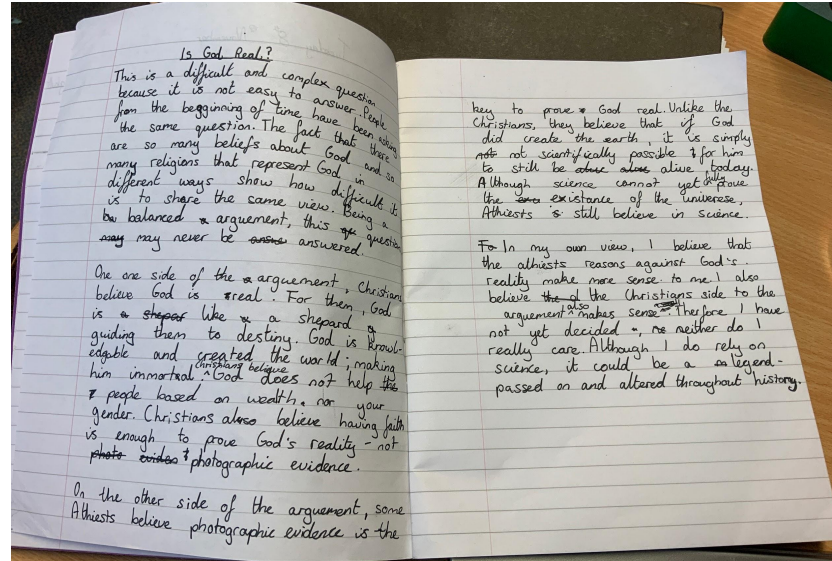 Is God Real?
This is a difficult and complex question
because it is not easy to answer. People
from the begginning of time have been asking
the same question. The fact that there
are so many beliefs about God and so
many religions that represent God in
different ways show how difficult it
is to share the same view. Being a
balanced arguement, this question
may never be answered.
One one side of the arguement, Christians
believe God is real. For them, God
is like a shepard
guiding them to destiny. God is knowl-
edgable and created the world; making
him immortal. christians believe God does not help
people based on wealth, nor your
gender. Christians also believe having faith
is enough to prove God's reality - not
photographic evidence.
On the other side of the arguement, some
Athiests believe photographic evidence is the
key to prove God real. Unlike the
Christians, they believe that if God
did create the earth, it is simply
not scientifically possible for him
to still be alive today.
Although science cannot yet fully prove
the existance of the universe,
Athiests still believe in science.
In my own view, I believe that
the athiests reasons against God's
reality make more sense to me. I also
believe the Christians side to the
arguement also makes sense. Therfore I have
not yet decided, neither do I
really care. Although I do rely on
science, it could be a legend-
passed on and altered throughout history.